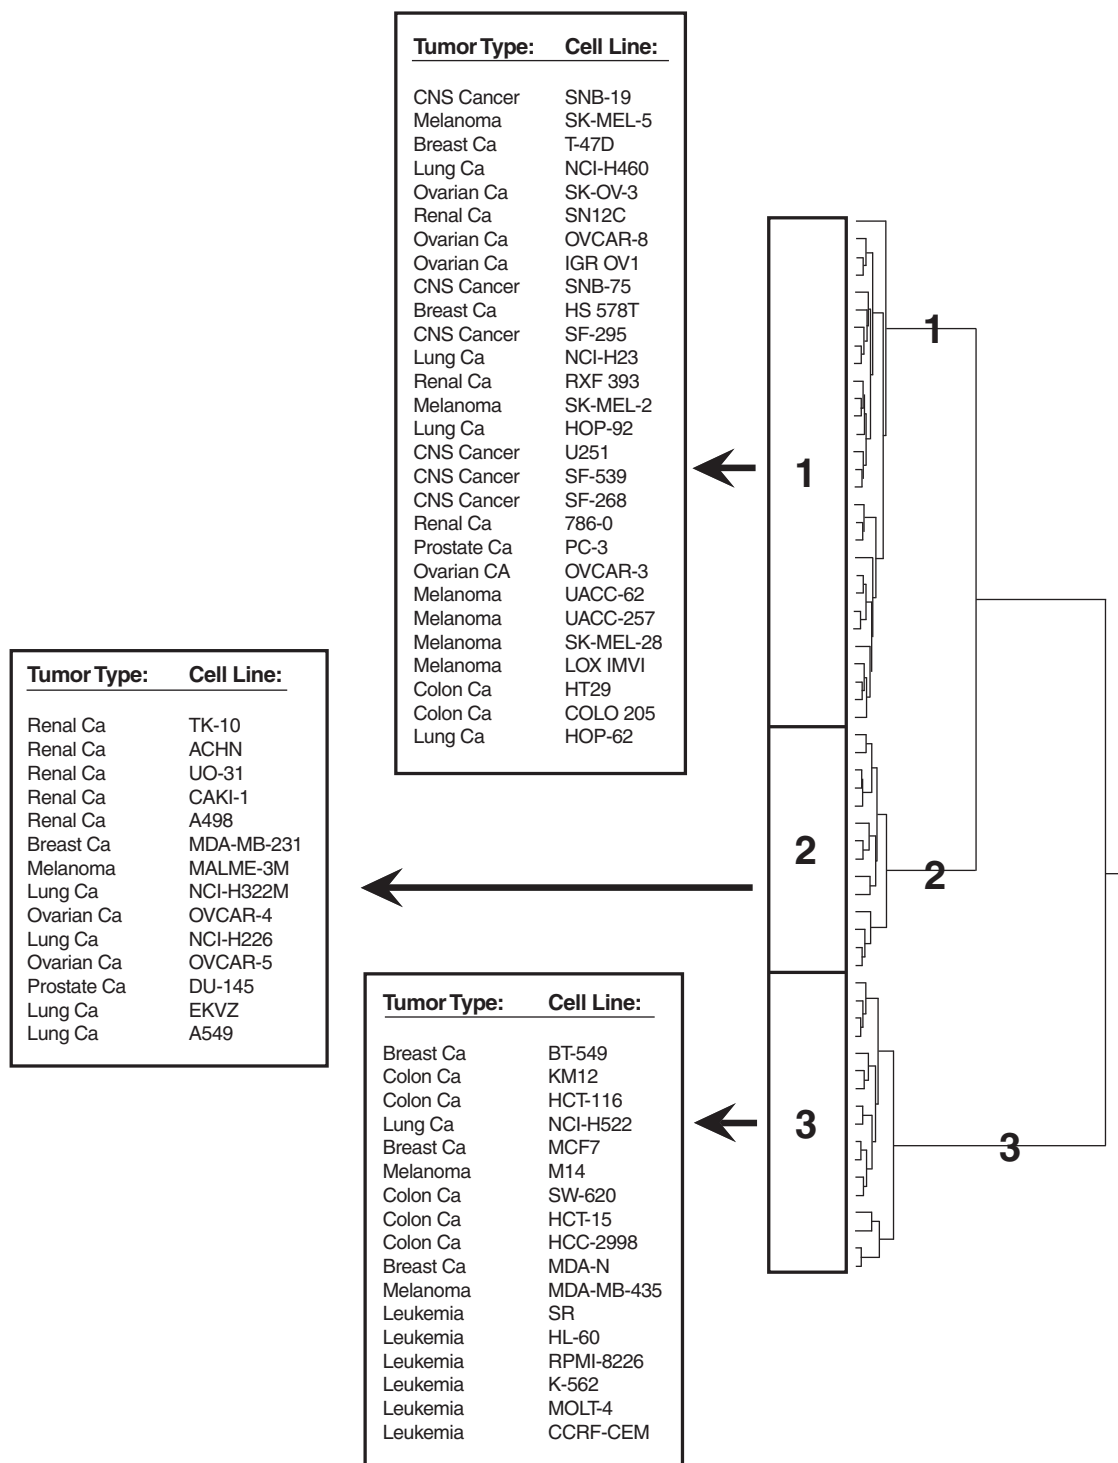 Tumor Type: Cell Line:
CNS Cancer SNB-19
Melanoma SK-MEL-5
Breast Ca T-47D
Lung Ca NCI-H460
Ovarian Ca SK-OV-3
Renal Ca SN12C
Ovarian Ca OVCAR-8
Ovarian Ca IGR OV1
CNS Cancer SNB-75
Breast Ca HS 578T
CNS Cancer SF-295
Lung Ca NCI-H23
Renal Ca RXF 393
Melanoma SK-MEL-2
Lung Ca HOP-92
CNS Cancer U251
CNS Cancer SF-539
CNS Cancer SF-268
Renal Ca 786-0
Prostate Ca PC-3
Ovarian CA OVCAR-3
Melanoma UACC-62
Melanoma UACC-257
Melanoma SK-MEL-28
Melanoma LOX IMVI
Colon Ca HT29
Colon Ca COLO 205
Lung Ca HOP-62
1
1
Tumor Type: Cell Line:
Renal Ca TK-10
Renal Ca ACHN
Renal Ca UO-31
Renal Ca CAKI-1
Renal Ca A498
Breast Ca MDA-MB-231
Melanoma MALME-3M
Lung Ca NCI-H322M
Ovarian Ca OVCAR-4
Lung Ca NCI-H226
Ovarian Ca OVCAR-5
Prostate Ca DU-145
Lung Ca EKVZ
Lung Ca A549
2
2
Tumor Type: Cell Line:
Breast Ca BT-549
Colon Ca KM12
Colon Ca HCT-116
Lung Ca NCI-H522
Breast Ca MCF7
Melanoma M14
Colon Ca SW-620
Colon Ca HCT-15
Colon Ca HCC-2998
Breast Ca MDA-N
Melanoma MDA-MB-435
Leukemia SR
Leukemia HL-60
Leukemia RPMI-8226
Leukemia K-562
Leukemia MOLT-4
Leukemia CCRF-CEM
3
3